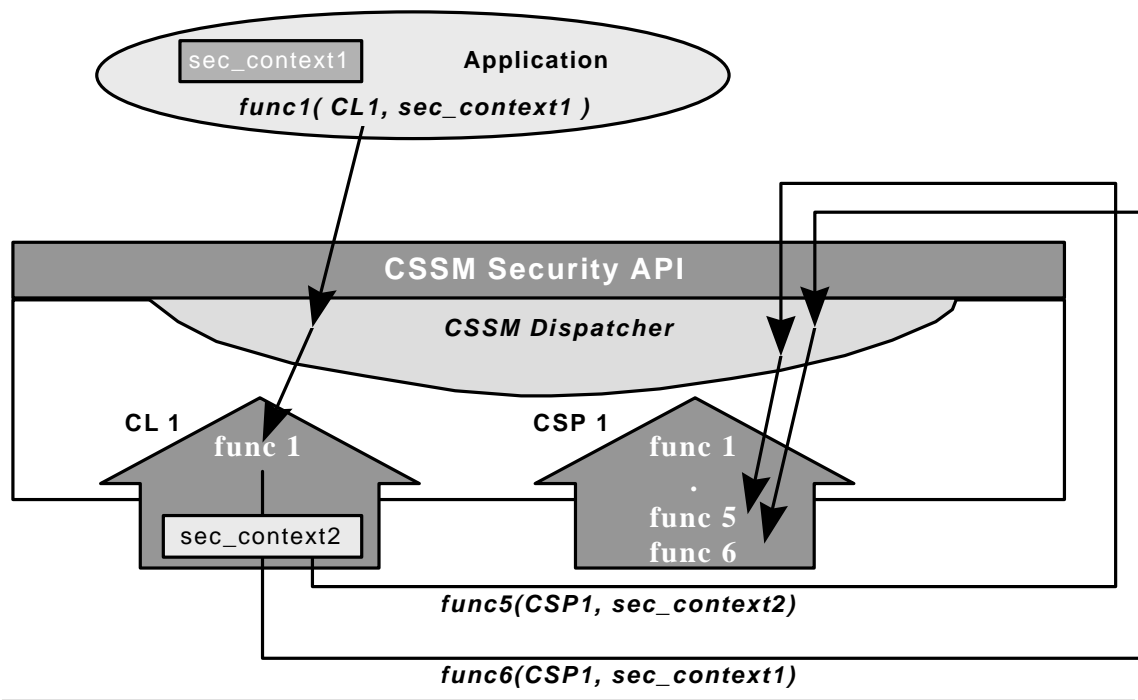 sec_context1
Application
func1( CL1, sec_context1 )
CSSM Security API
CSSM Dispatcher
CL 1
func 1
sec_context2
CSP 1
func 1
.
func 5
func 6
func5(CSP1, sec_context2)
func6(CSP1, sec_context1)